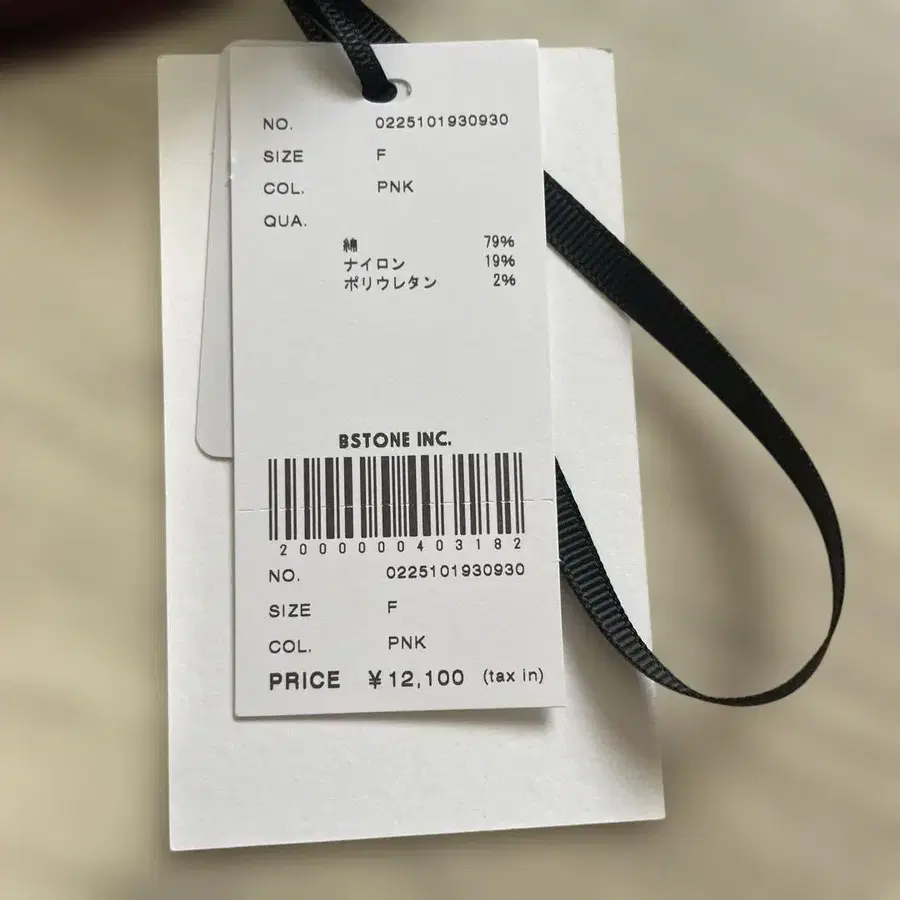 NO. 0225101930930
SIZE F
COL. PNK
QUA.
綿 79%
ナイロン 19%
ポリウレタン 2%
BSTONE INC.
2000000403182
NO. 0225101930930
SIZE F
COL. PNK
PRICE ¥12,100 (tax in)